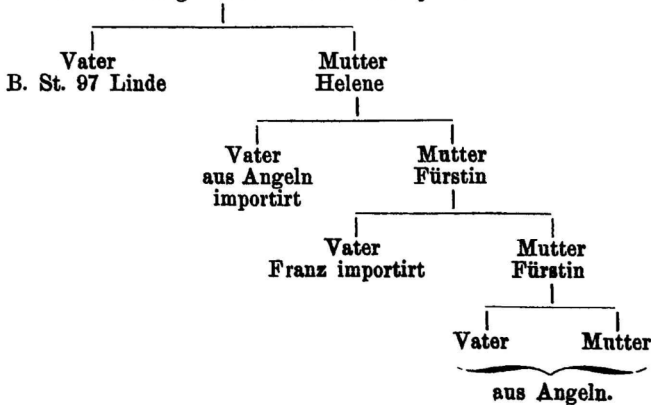 Vater Mutter
B. St. 97 Linde Helene
Vater Mutter
aus Angeln Fürstin
importirt
Vater Mutter
Franz importirt Fürstin
Vater Mutter
aus Angeln.